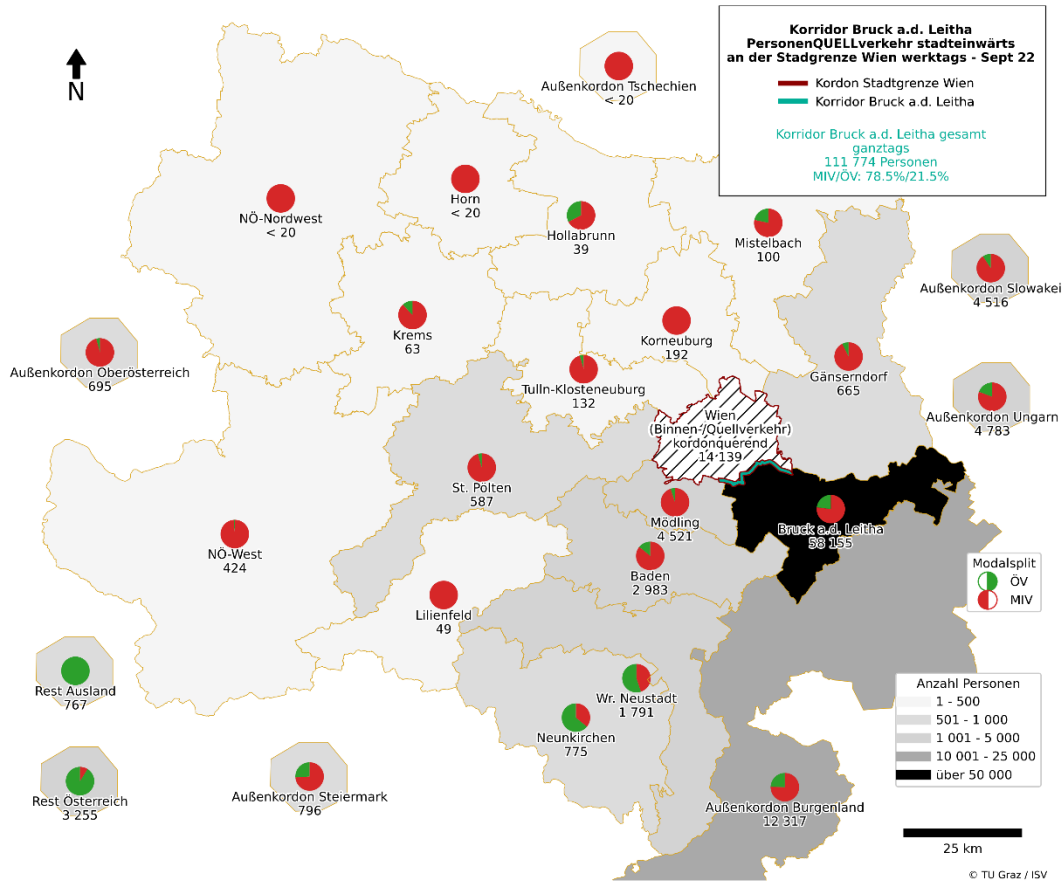 Korridor Bruck a.d. Leitha
PersonenQUELLverkehr stadteinwärts
an der Stadgrenze Wien werktags - Sept 22
Kordon Stadtgrenze Wien
Korridor Bruck a.d. Leitha
Korridor Bruck a.d. Leitha gesamt
ganztags
111 774 Personen
MIV/ÖV: 78.5%/21.5%
N
Außenkordon Tschechien
< 20
NÖ-Nordwest
< 20
Horn
< 20
Hollabrunn
39
Mistelbach
100
Außenkordon Slowakei
4 516
Krems
63
Korneuburg
192
Außenkordon Oberösterreich
695
Tulln-Klosteneuburg
132
Gänserndorf
665
Außenkordon Ungarn
4 783
Wien
(Binnen-/Quellverkehr)
kordonquerend
14 139
St. Pölten
587
Mödling
4 521
Bruck a.d. Leitha
58 155
NÖ-West
424
Baden
2 983
Modalsplit
ÖV
MIV
Lilienfeld
49
Rest Ausland
767
Wr. Neustadt
1 791
Neunkirchen
775
Anzahl Personen
1 - 500
501 - 1 000
1 001 - 5 000
10 001 - 25 000
über 50 000
Rest Österreich
3 255
Außenkordon Steiermark
796
Außenkordon Burgenland
12 317
25 km
© TU Graz / ISV